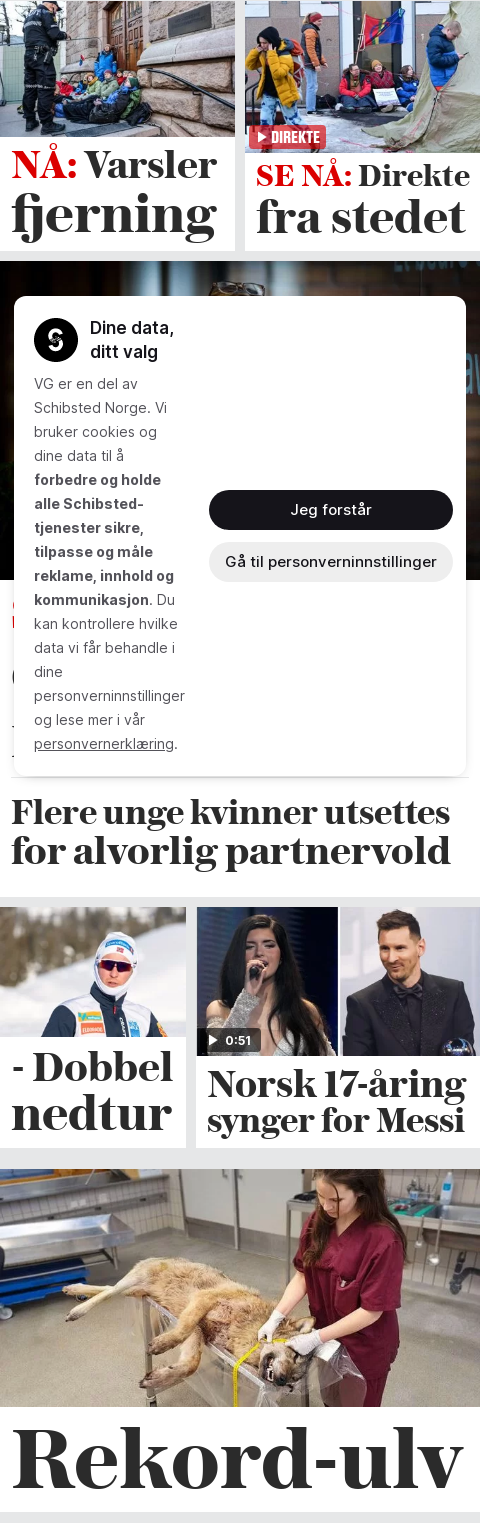 NÅ: Varsler
fjerning
DIREKTE
SE NÅ: Direkte
fra stedet
Dine data,
ditt valg
VG er en del av
Schibsted Norge. Vi
bruker cookies og
dine data til å
forbedre og holde
alle Schibsted-
tjenester sikre,
tilpasse og måle
reklame, innhold og
kommunikasjon. Du
kan kontrollere hvilke
data vi får behandle i
dine
personverninnstillinger
og lese mer i vår
personvernerklæring.
Jeg forstår
Gå til personverninnstillinger
Flere unge kvinner utsettes
for alvorlig partnervold
- Dobbel
nedtur
0:51
Norsk 17-åring
synger for Messi
Rekord-ulv